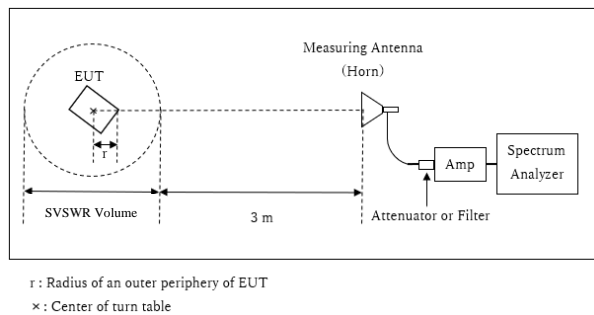 Measuring Antenna
(Horn)
EUT
r
Amp
Spectrum
Analyzer
SVSWR Volume
3 m
Attenuator or Filter
r : Radius of an outer periphery of EUT
× : Center of turn table